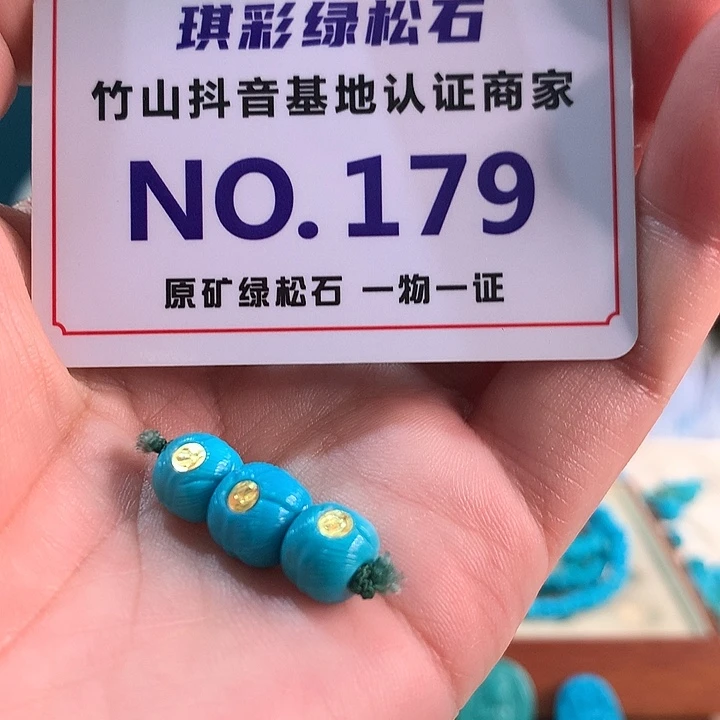 琪彩绿松石
竹山抖音基地认证商家
NO.179
原矿绿松石 一物一证